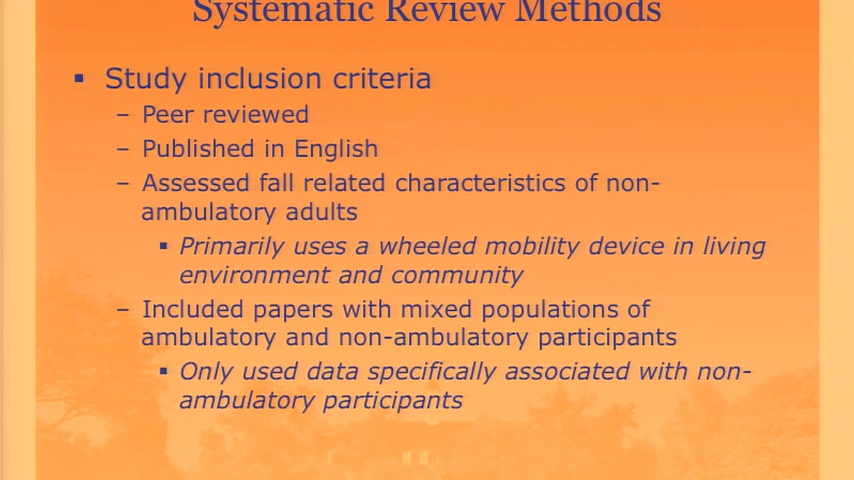 Systematic Review Methods
▪ Study inclusion criteria
– Peer reviewed
– Published in English
– Assessed fall related characteristics of non-
ambulatory adults
▪ Primarily uses a wheeled mobility device in living
environment and community
– Included papers with mixed populations of
ambulatory and non-ambulatory participants
▪ Only used data specifically associated with non-
ambulatory participants